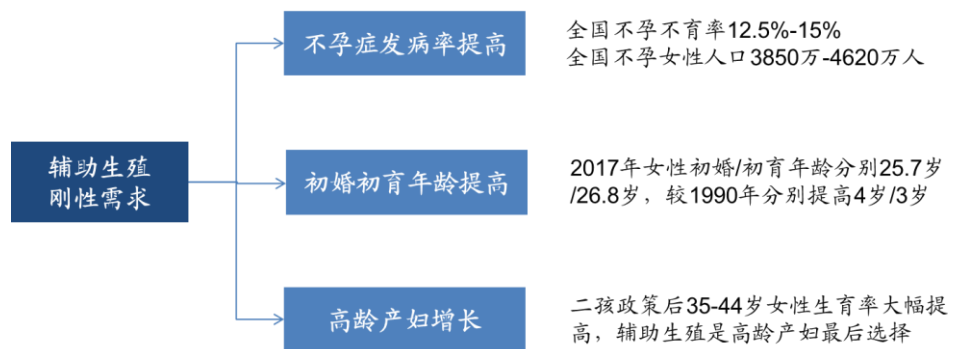 不孕症发病率提高
全国不孕不育率12.5%-15%
全国不孕女性人口3850万-4620万人
辅助生殖
刚性需求
初婚初育年龄提高
2017年女性初婚/初育年龄分别25.7岁
/26.8岁，较1990年分别提高4岁/3岁
高龄产妇增长
二孩政策后35-44岁女性生育率大幅提
高，辅助生殖是高龄产妇最后选择